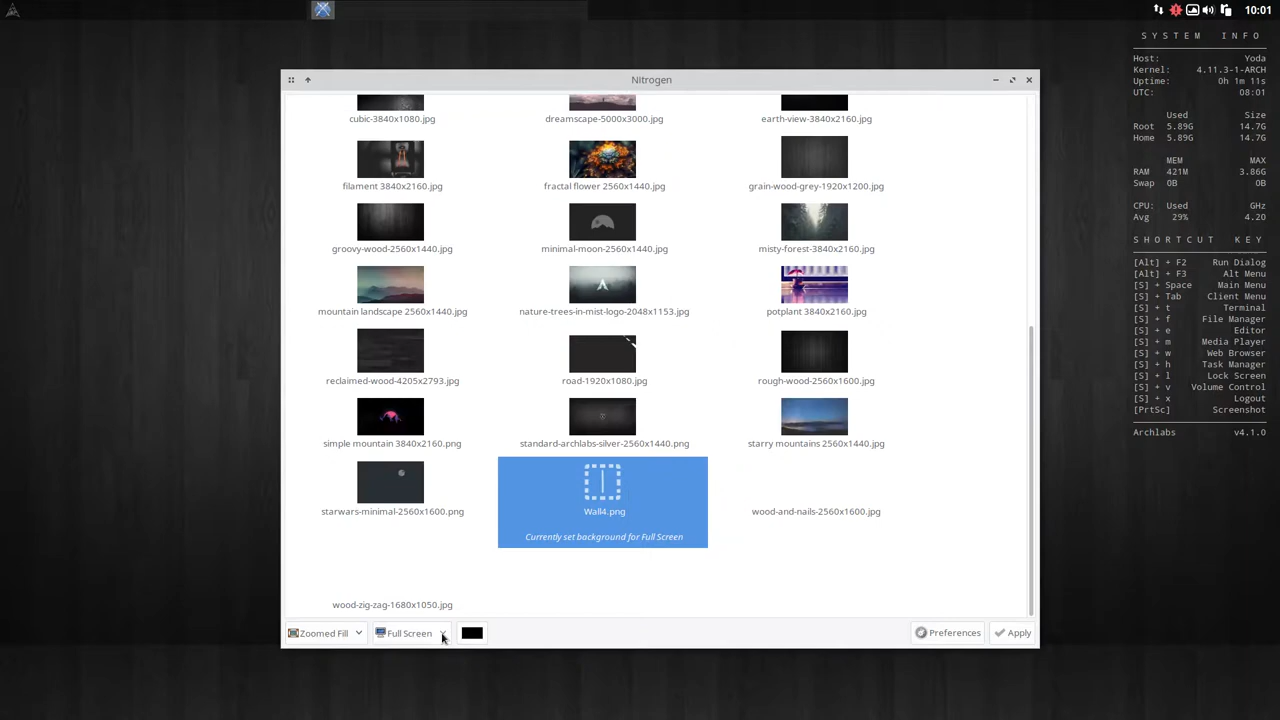 10:01
Nitrogen
cubic-3840x1080.jpg
dreamscape-5000x3000.jpg
earth-view-3840x2160.jpg
filament 3840x2160.jpg
fractal flower 2560x1440.jpg
grain-wood-grey-1920x1200.jpg
groovy-wood-2560x1440.jpg
minimal-moon-2560x1440.jpg
misty-forest-3840x2160.jpg
mountain landscape 2560x1440.jpg
nature-trees-in-mist-logo-2048x1153.jpg
potplant 3840x2160.jpg
reclaimed-wood-4205x2793.jpg
road-1920x1080.jpg
rough-wood-2560x1600.jpg
simple mountain 3840x2160.png
standard-archlabs-silver-2560x1440.png
starry mountains 2560x1440.jpg
starwars-minimal-2560x1600.png
Wall4.png
Currently set background for Full Screen
wood-and-nails-2560x1600.jpg
wood-zig-zag-1680x1050.jpg
Zoomed Fill
Full Screen
Preferences
Apply
SYSTEM INFO
Host: Yoda
Kernel: 4.11.3-1-ARCH
Uptime: 0h 1m 11s
UTC: 08:01
Used Size
Root 5.89G 14.7G
Home 5.89G 14.7G
MEM MAX
RAM 421M 3.86G
Swap 0B 0B
CPU: Used GHz
Avg 29% 4.20
SHORTCUT KEY
[Alt] + F2 Run Dialog
[Alt] + F3 Alt Menu
[S] + Space Main Menu
[S] + Tab Client Menu
[S] + t Terminal
[S] + f File Manager
[S] + e Editor
[S] + m Media Player
[S] + w Web Browser
[S] + h Task Manager
[S] + l Lock Screen
[S] + v Volume Control
[S] + x Logout
[PrtSc] Screenshot
Archlabs v4.1.0